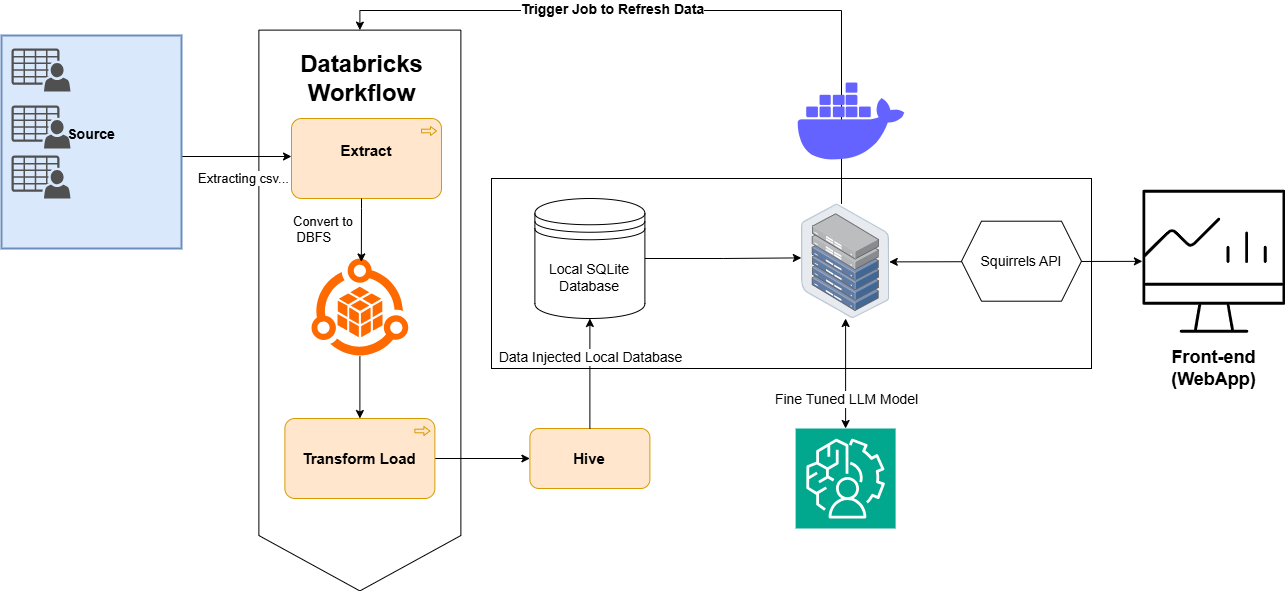 Trigger Job to Refresh Data
Databricks
Workflow
Source
Extract
Extracting csv...
Convert to
DBFS
Transform Load
Hive
Local SQLite
Database
Data Injected Local Database
Squirrels API
Fine Tuned LLM Model
Front-end
(WebApp)